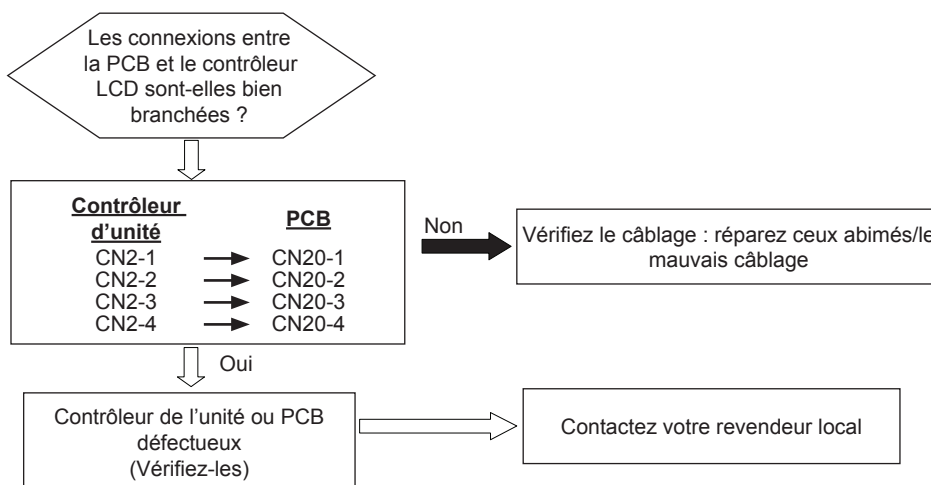 Les connexions entre
la PCB et le contrôleur
LCD sont-elles bien
branchées ?
Contrôleur
d’unité
PCB
CN2-1
CN20-1
CN2-2
CN20-2
CN2-3
CN20-3
CN2-4
CN20-4
Non
Vérifiez le câblage : réparez ceux abimés/le
mauvais câblage
Oui
Contrôleur de l’unité ou PCB
défectueux
(Vérifiez-les)
Contactez votre revendeur local